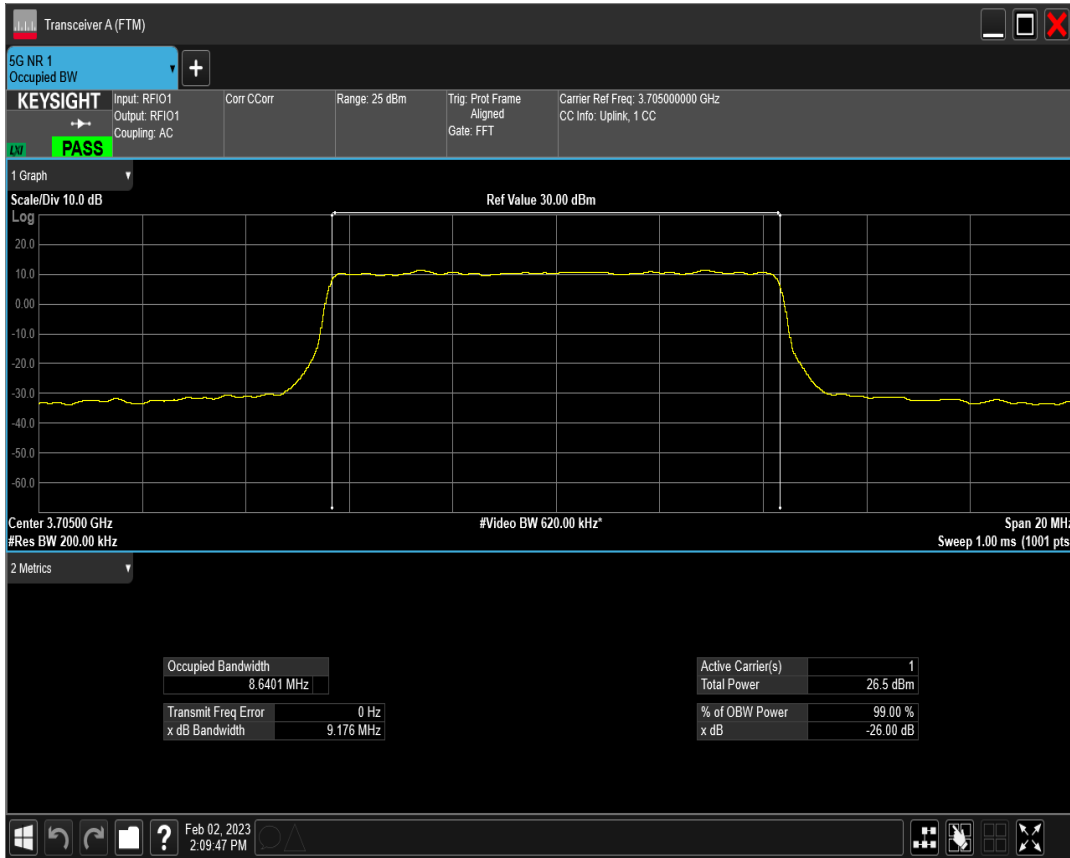 Transceiver A (FTM)
5G NR 1
Occupied BW
+
KEYSIGHT
LXI
PASS
Input: RFIO1
Output: RFIO1
Coupling: AC
Corr CCorr
Range: 25 dBm
Trig: Prot Frame
Aligned
Gate: FFT
Carrier Ref Freq: 3.705000000 GHz
CC Info: Uplink, 1 CC
1 Graph
Scale/Div 10.0 dB
Ref Value 30.00 dBm
Log
20.0
10.0
0.00
-10.0
-20.0
-30.0
-40.0
-50.0
-60.0
Center 3.70500 GHz
#Video BW 620.00 kHz*
Span 20 MHz
#Res BW 200.00 kHz
Sweep 1.00 ms (1001 pts
2 Metrics
Occupied Bandwidth
8.6401 MHz
Transmit Freq Error 0 Hz
x dB Bandwidth 9.176 MHz
Active Carrier(s) 1
Total Power 26.5 dBm
% of OBW Power 99.00 %
x dB -26.00 dB
?
Feb 02, 2023
2:09:47 PM